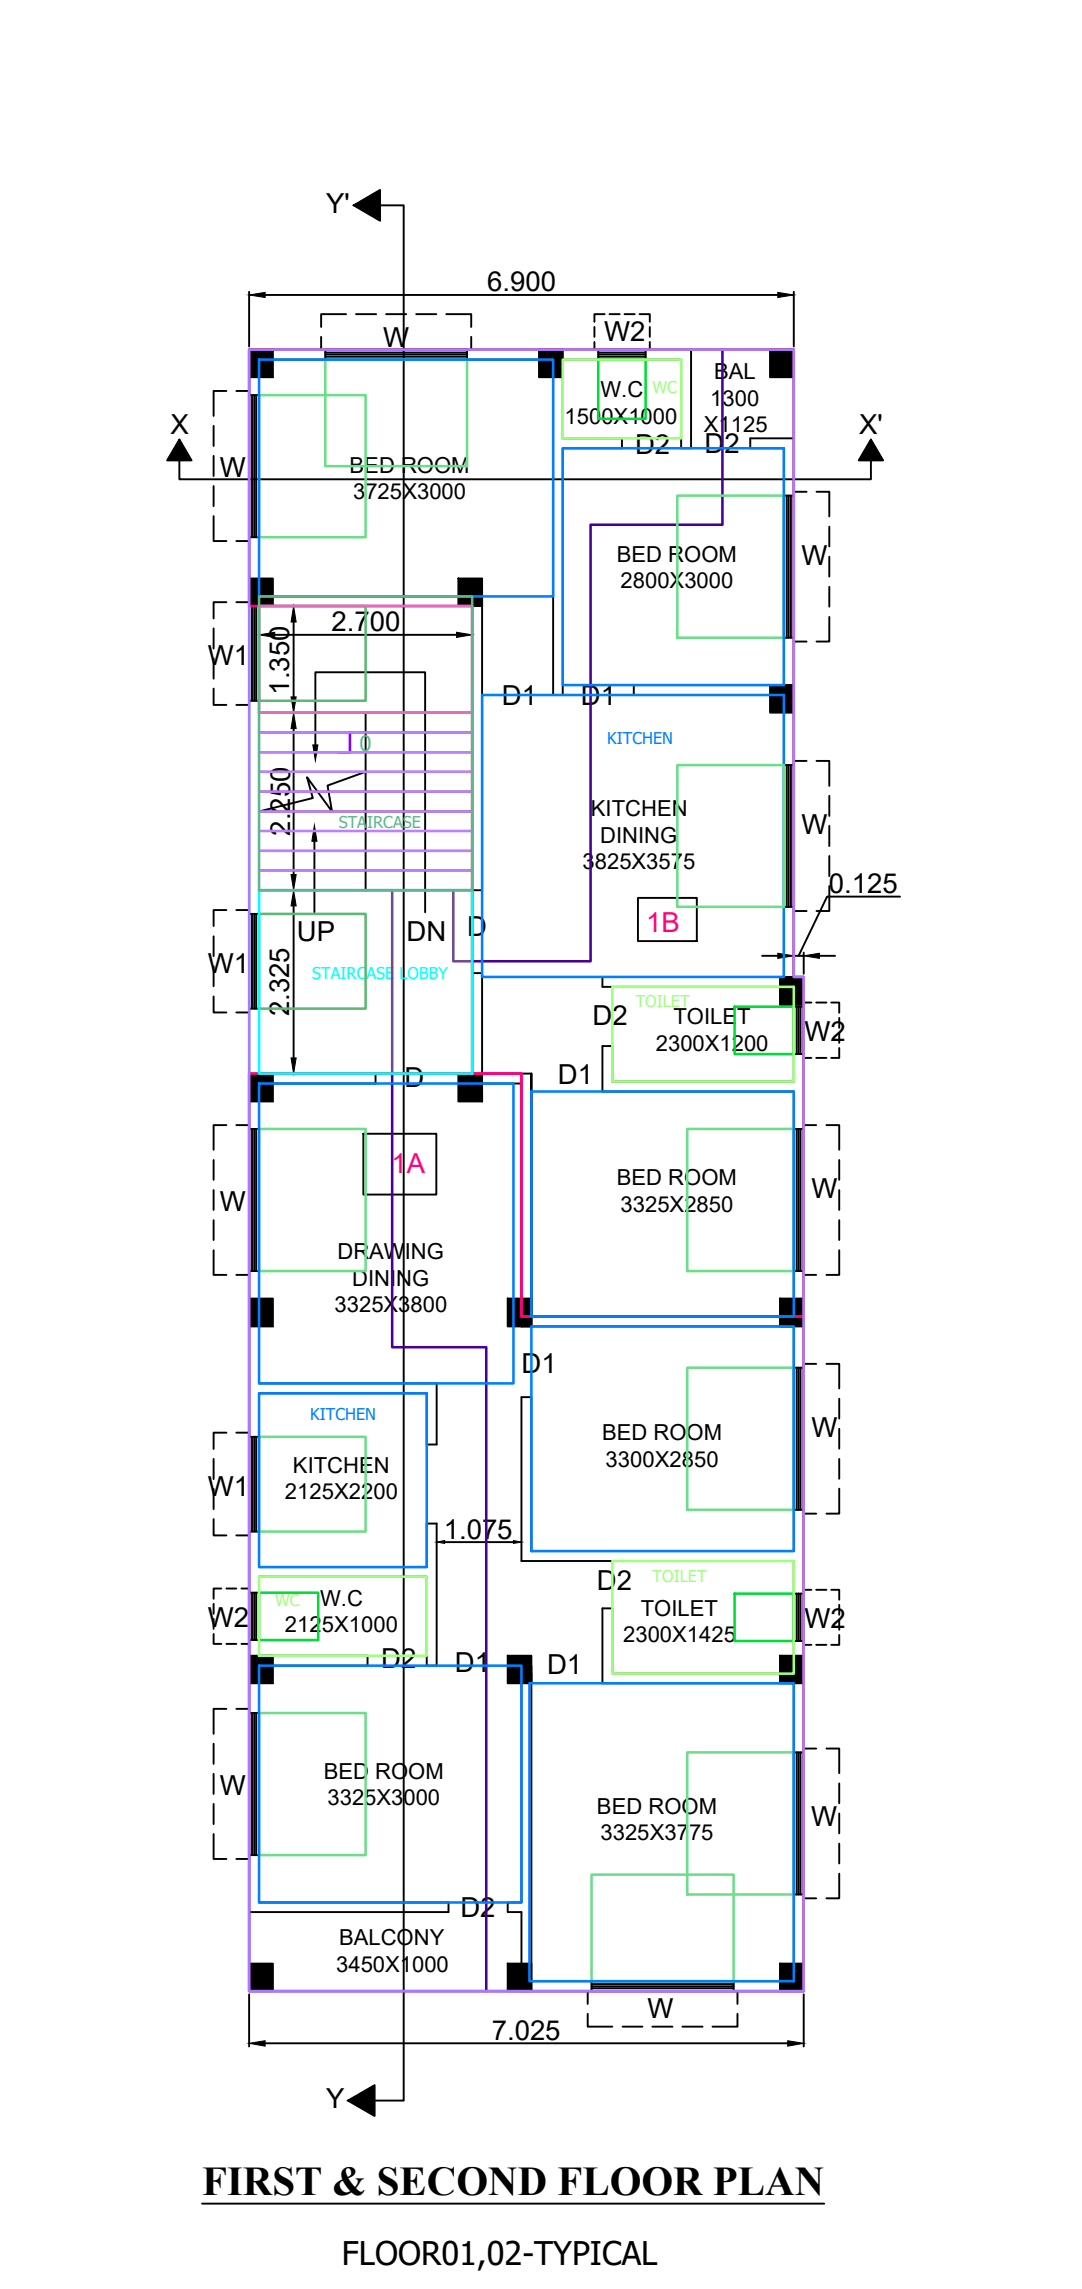 Y'
6.900
W
W2
BAL
1300
X1125
W.C
WC
1500X1000
X
X'
D2
D2
W
BED ROOM
3725X3000
BED ROOM
2800X3000
W
2.700
1.350
W1
D1
D1
KITCHEN
10
2.250
STAIRCASE
KITCHEN
DINING
3825X3575
W
0.125
1B
UP
DN
D
W1
STAIRCASE LOBBY
2.325
TOILET
D2
TOILET
2300X1200
W2
D
D1
1A
BED ROOM
3325X2850
W
W
DRAWING
DINING
3325X3800
D1
KITCHEN
BED ROOM
3300X2850
W
KITCHEN
2125X2200
W1
1.075
D2
TOILET
WC
W.C
2125X1000
W2
TOILET
2300X1425
W2
D2
D1
D1
BED ROOM
3325X3000
W
BED ROOM
3325X3775
W
D2
BALCONY
3450X1000
W
7.025
Y
FIRST & SECOND FLOOR PLAN
FLOOR01,02-TYPICAL